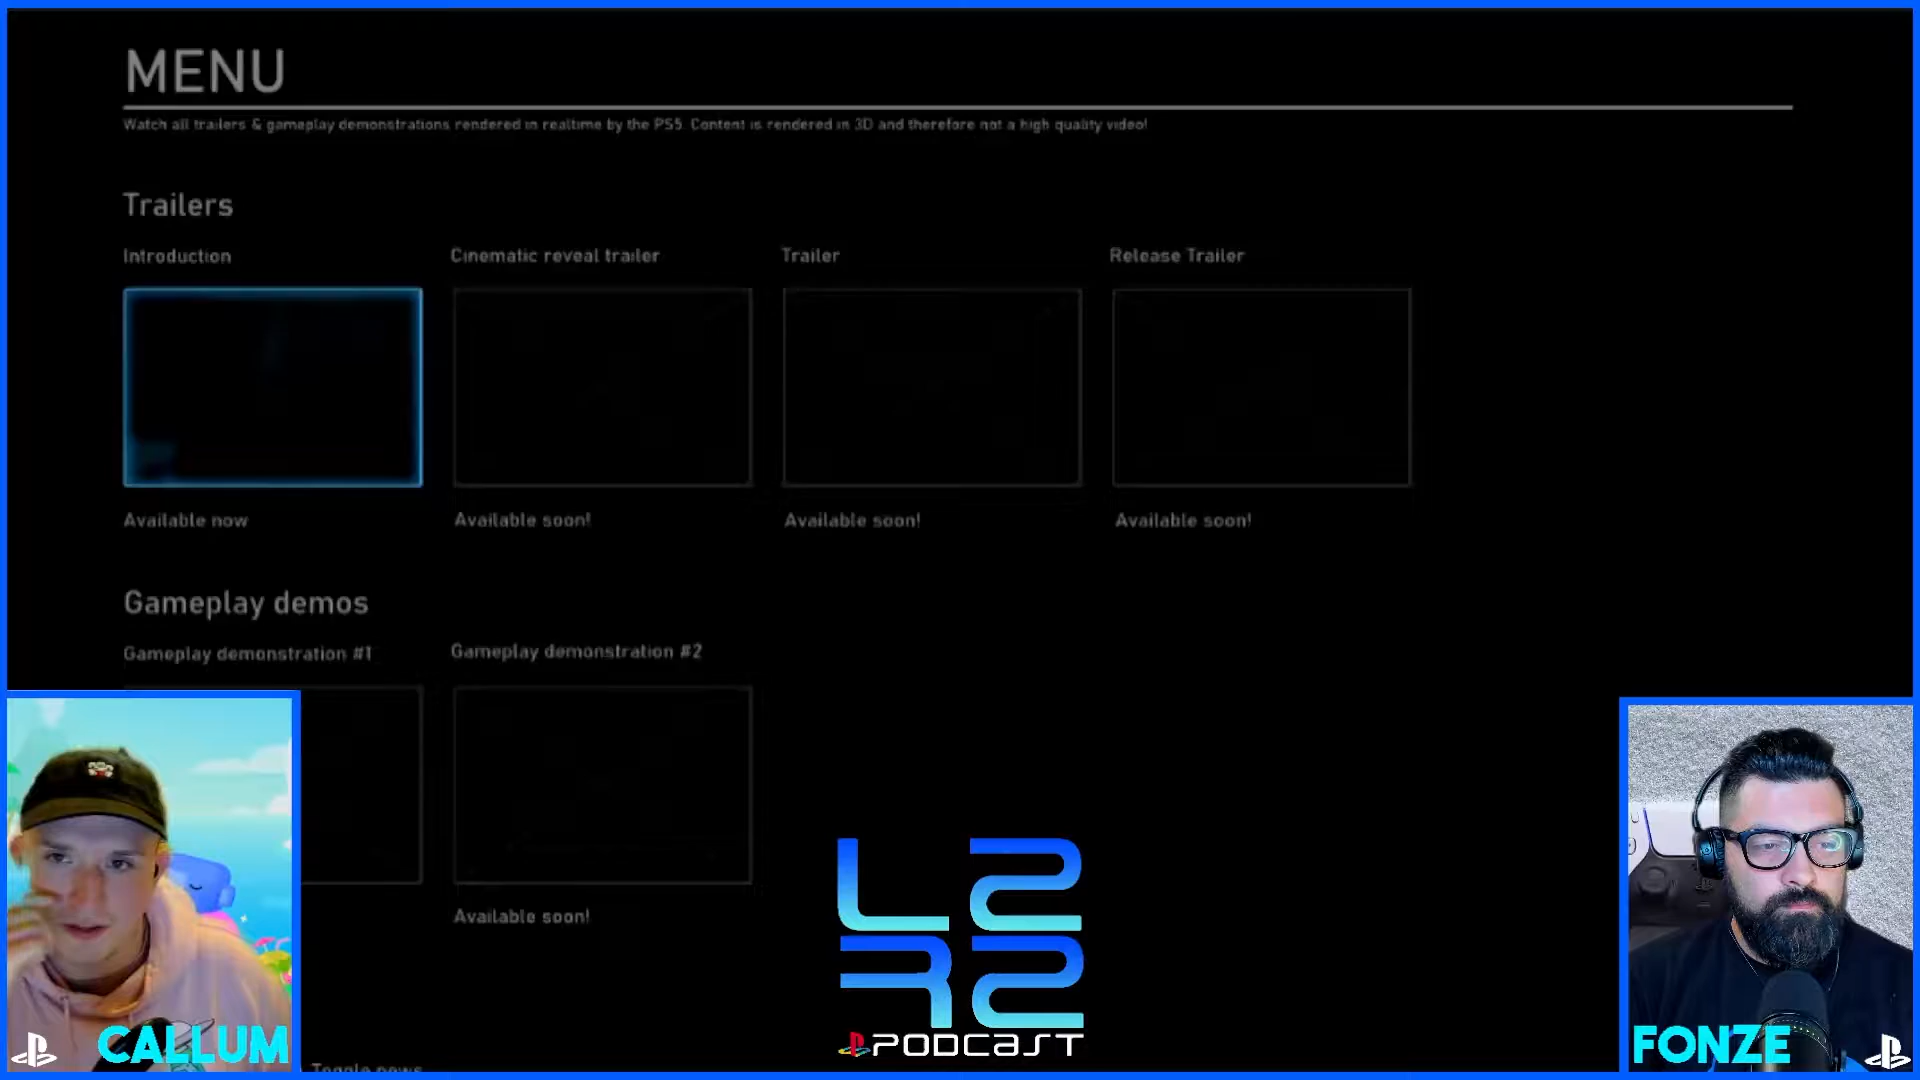 MENU
Watch all trailers & gameplay demonstrations rendered in realtime by the PS5. Content is rendered in 3D and therefore not a high quality video!
Trailers
Introduction
Cinematic reveal trailer
Trailer
Release Trailer
Available now
Available soon!
Available soon!
Available soon!
Gameplay demos
Gameplay demonstration #1
Gameplay demonstration #2
Available soon!
L2
R2
PODCAST
CALLUM
FONZE
Toggle news